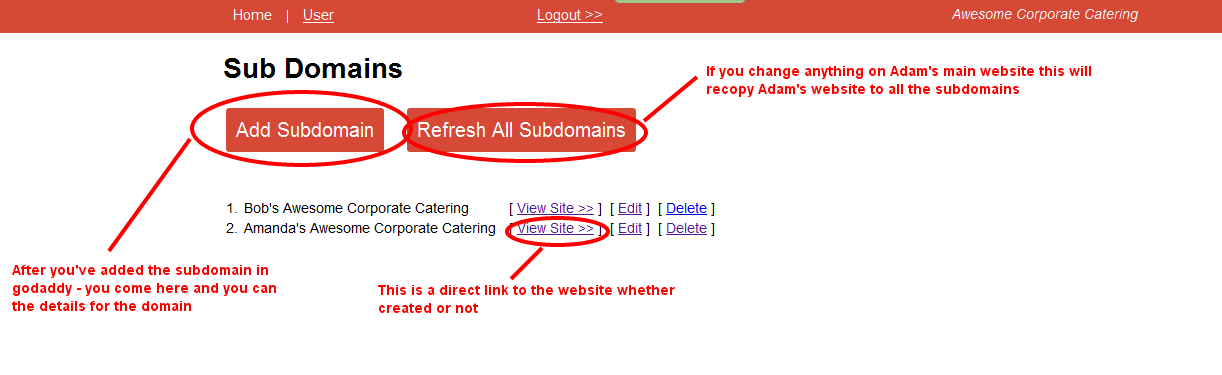 Home | User Logout >> Awesome Corporate Catering
Sub Domains
If you change anything on Adam's main website this will
recopy Adam's website to all the subdomains
Add Subdomain Refresh All Subdomains
1. Bob's Awesome Corporate Catering [ View Site >> ] [ Edit ] [ Delete ]
2. Amanda's Awesome Corporate Catering [ View Site >> ] [ Edit ] [ Delete ]
After you've added the subdomain in
godaddy - you come here and you can
the details for the domain
This is a direct link to the website whether
created or not